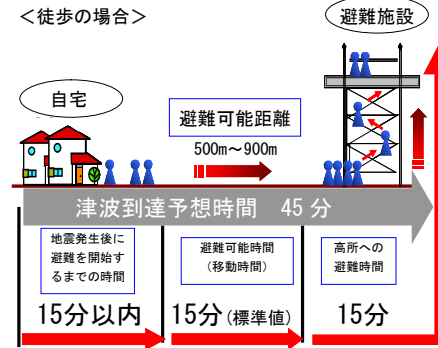 ＜徒歩の場合＞
避難施設
自宅
避難可能距離
500m～900m
津波到達予想時間 45分
地震発生後に
避難を開始す
るまでの時間
避難可能時間
(移動時間)
高所への
避難時間
15分以内
15分(標準値)
15分